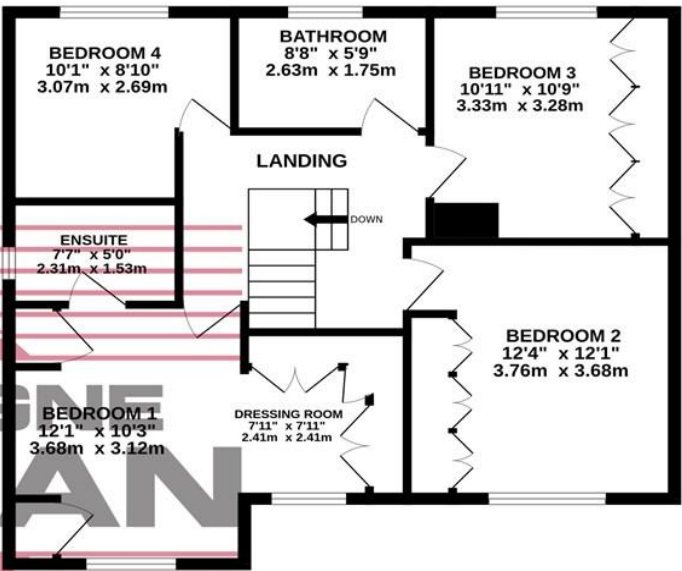 BEDROOM 4
10'1" x 8'10"
3.07m x 2.69m
BATHROOM
8'8" x 5'9"
2.63m x 1.75m
BEDROOM 3
10'11" x 10'9"
3.33m x 3.28m
LANDING
DOWN
ENSUITE
7'7" x 5'0"
2.31m x 1.53m
BEDROOM 2
12'4" x 12'1"
3.76m x 3.68m
BEDROOM 1
12'1" x 10'3"
3.68m x 3.12m
DRESSING ROOM
7'11" x 7'11"
2.41m x 2.41m